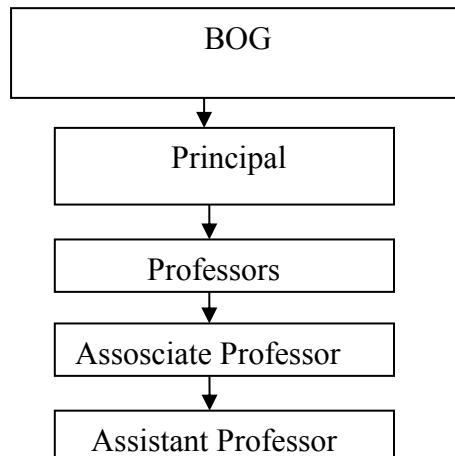 BOG
Principal
Professors
Assosciate Professor
Assistant Professor